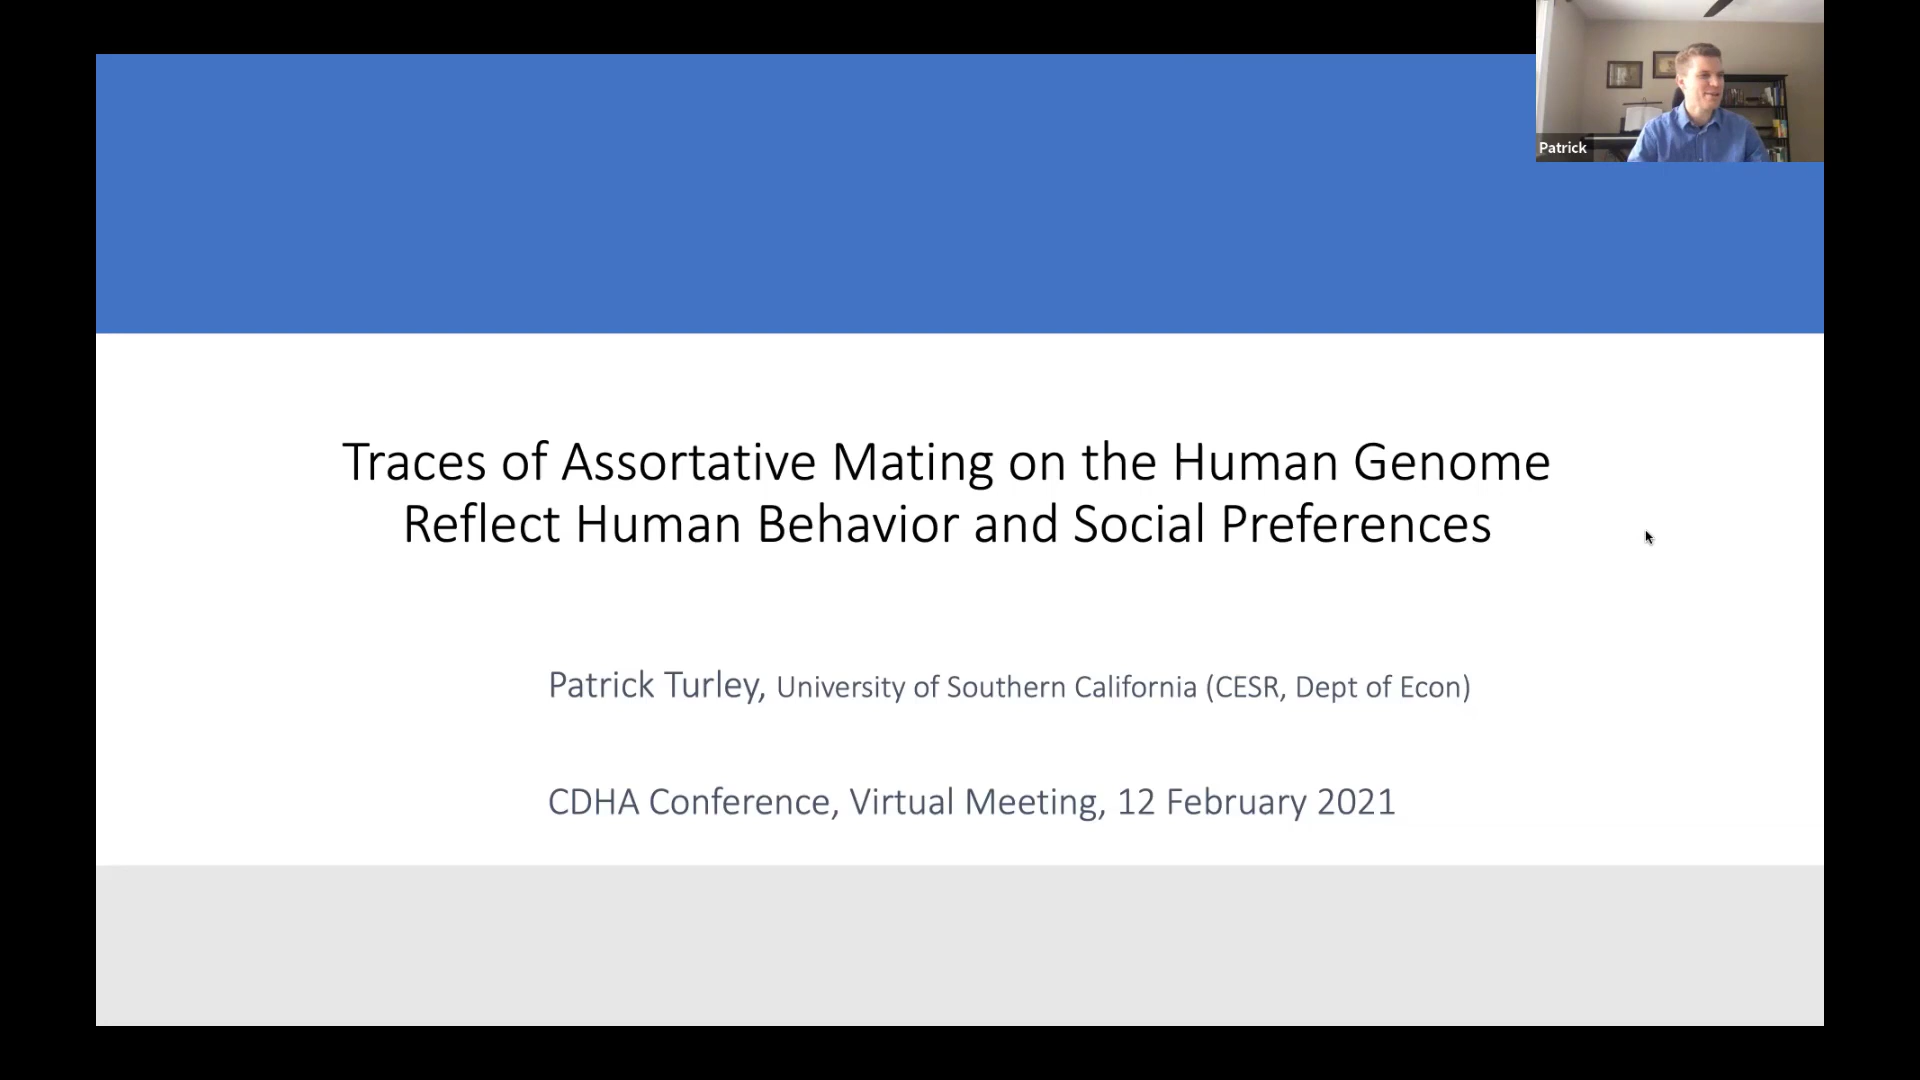 Patrick
Traces of Assortative Mating on the Human Genome
Reflect Human Behavior and Social Preferences
Patrick Turley, University of Southern California (CESR, Dept of Econ)
CDHA Conference, Virtual Meeting, 12 February 2021